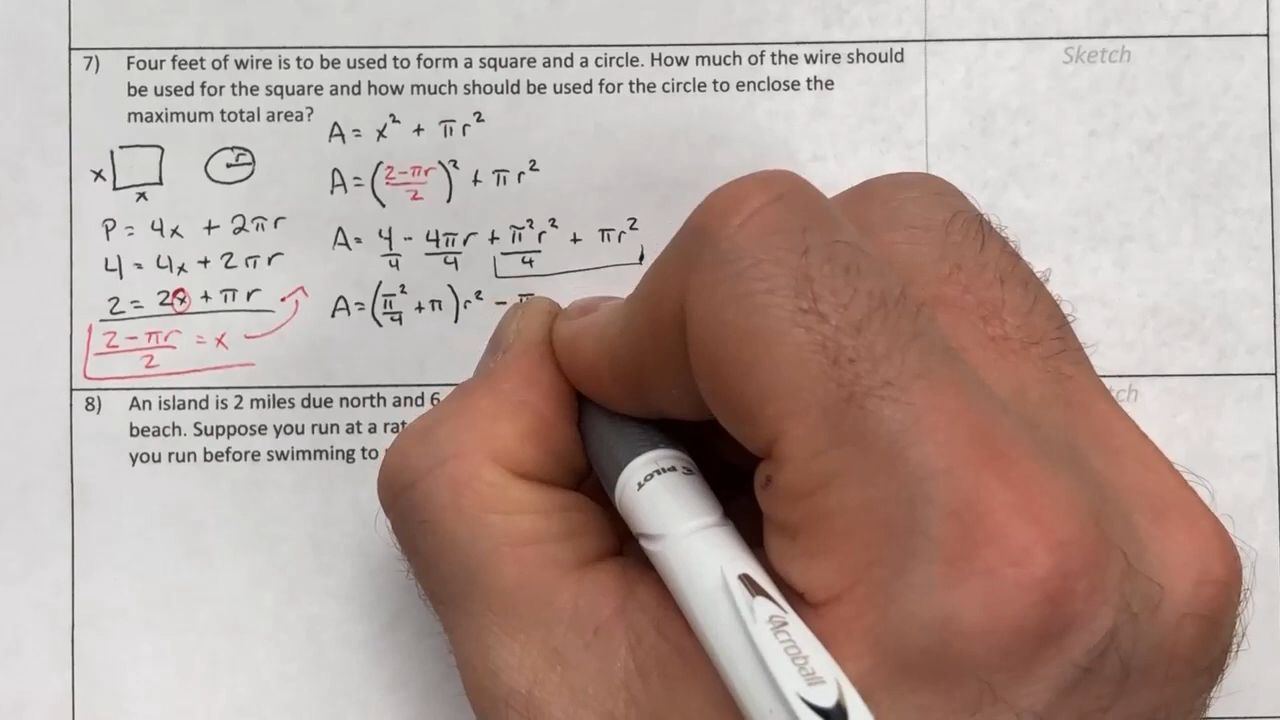 Sketch
7) Four feet of wire is to be used to form a square and a circle. How much of the wire should
be used for the square and how much should be used for the circle to enclose the
maximum total area?
A = x² + πr²
x
x
r
A = (2-πr/2)² + πr²
P = 4x + 2πr
A = 4/4 - 4πr/4 + π²r²/4 + πr²
4 = 4x + 2πr
2 = 2x + πr
A = (π²/4 + π)r² -
2-πr/2 = x
8) An island is 2 miles due north and 6
beach. Suppose you run at a
you run before swimming to
PILOT
Acroball